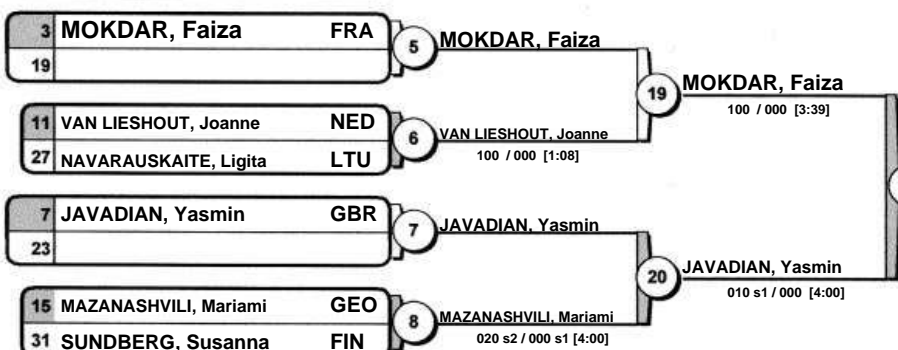 3 MOKDAR, Faiza FRA
19
5 MOKDAR, Faiza
19 MOKDAR, Faiza
100 / 000 [3:39]
11 VAN LIESHOUT, Joanne NED
27 NAVARAUSKAITE, Ligita LTU
6 VAN LIESHOUT, Joanne
100 / 000 [1:08]
7 JAVADIAN, Yasmin GBR
23
7 JAVADIAN, Yasmin
20 JAVADIAN, Yasmin
010 s1 / 000 [4:00]
15 MAZANASHVILI, Mariami GEO
31 SUNDBERG, Susanna FIN
8 MAZANASHVILI, Mariami
020 s2 / 000 s1 [4:00]